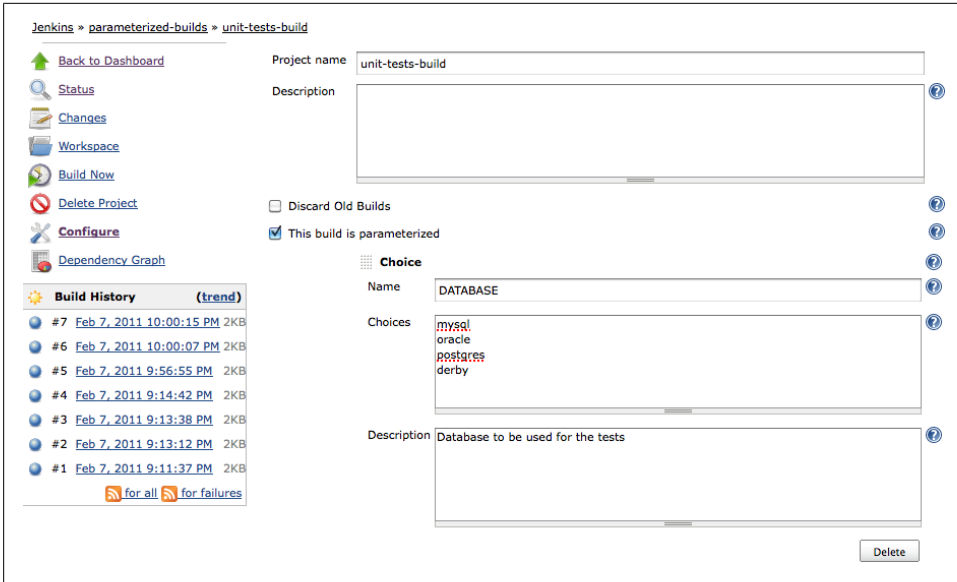 Jenkins » parameterized-builds » unit-tests-build
Back to Dashboard
Status
Changes
Workspace
Build Now
Delete Project
Configure
Dependency Graph
Build History (trend)
#7 Feb 7, 2011 10:00:15 PM 2KB
#6 Feb 7, 2011 10:00:07 PM 2KB
#5 Feb 7, 2011 9:56:55 PM 2KB
#4 Feb 7, 2011 9:14:42 PM 2KB
#3 Feb 7, 2011 9:13:38 PM 2KB
#2 Feb 7, 2011 9:13:12 PM 2KB
#1 Feb 7, 2011 9:11:37 PM 2KB
for all for failures
Project name unit-tests-build
Description
Discard Old Builds
This build is parameterized
Choice
Name DATABASE
Choices mysql
oracle
postgres
derby
Description Database to be used for the tests
Delete